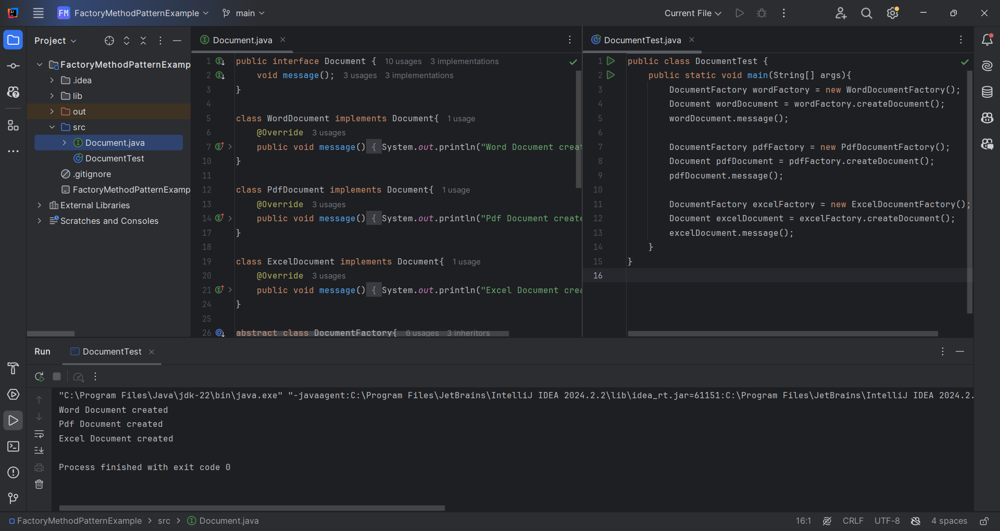 FM FactoryMethodPatternExample main Current File
Project
FactoryMethodPatternExamp
.idea
lib
out
src
Document.java
DocumentTest
.gitignore
FactoryMethodPatternExamp
External Libraries
Scratches and Consoles
Document.java
1 public interface Document { 10 usages 3 implementations
2 void message(); 3 usages 3 implementations
3 }
4
5 class WordDocument implements Document{ 1 usage
6 @Override 3 usages
7 public void message() { System.out.println("Word Document creat
10 }
11
12 class PdfDocument implements Document{ 1 usage
13 @Override 3 usages
14 public void message() { System.out.println("Pdf Document create
17 }
18
19 class ExcelDocument implements Document{ 1 usage
20 @Override 3 usages
21 public void message() { System.out.println("Excel Document crea
24 }
25
26 abstract class DocumentFactory{ 6 usages 3 inheritors
DocumentTest.java
1 public class DocumentTest {
2 public static void main(String[] args){
3 DocumentFactory wordFactory = new WordDocumentFactory();
4 Document wordDocument = wordFactory.createDocument();
5 wordDocument.message();
6
7 DocumentFactory pdfFactory = new PdfDocumentFactory();
8 Document pdfDocument = pdfFactory.createDocument();
9 pdfDocument.message();
10
11 DocumentFactory excelFactory = new ExcelDocumentFactory();
12 Document excelDocument = excelFactory.createDocument();
13 excelDocument.message();
14 }
15 }
16
Run DocumentTest
"C:\Program Files\Java\jdk-22\bin\java.exe" "-javaagent:C:\Program Files\JetBrains\IntelliJ IDEA 2024.2.2\lib\idea_rt.jar=61151:C:\Program Files\JetBrains\IntelliJ IDEA 2024.2.
Word Document created
Pdf Document created
Excel Document created
Process finished with exit code 0
FactoryMethodPatternExample > src > Document.java 16:1 CRLF UTF-8 4 spaces